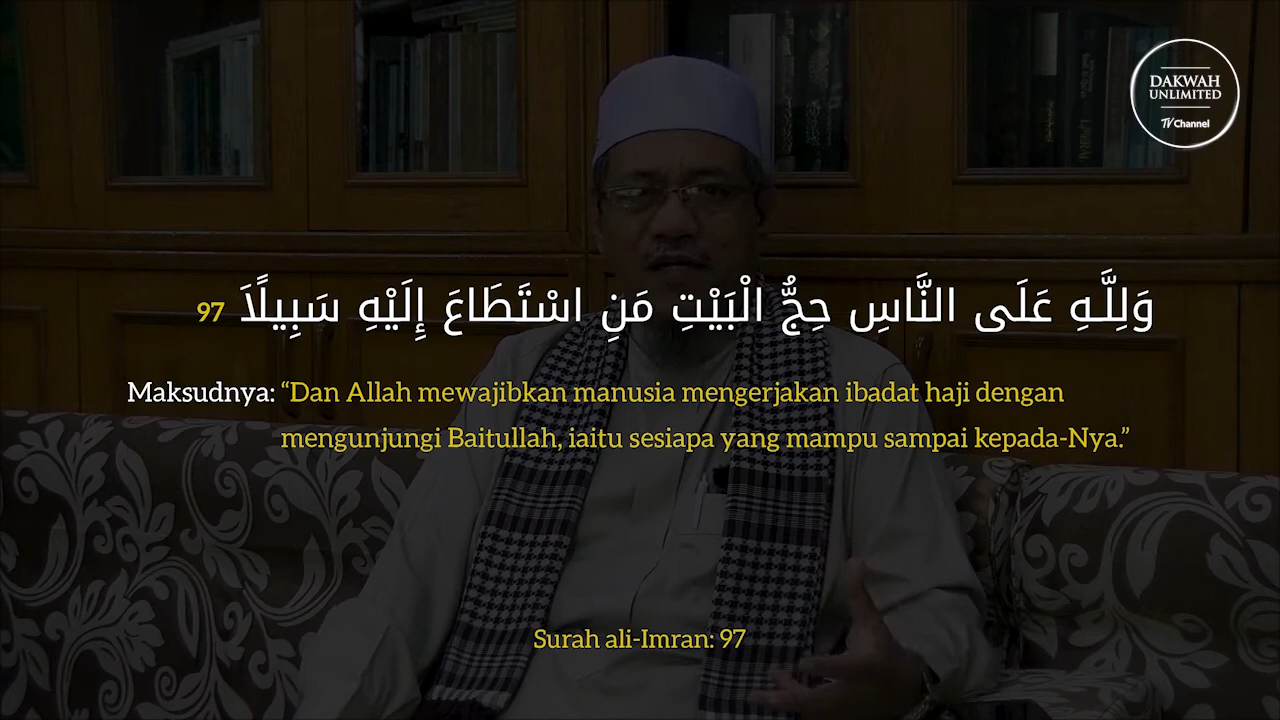 DAKWAH
UNLIMITED
TV Channel
وَلِلَّـهِ عَلَى النَّاسِ حِجُّ الْبَيْتِ مَنِ اسْتَطَاعَ إِلَيْهِ سَبِيلًاَ 97
Maksudnya: “Dan Allah mewajibkan manusia mengerjakan ibadat haji dengan
mengunjungi Baitullah, iaitu sesiapa yang mampu sampai kepada-Nya.”
Surah ali-Imran: 97